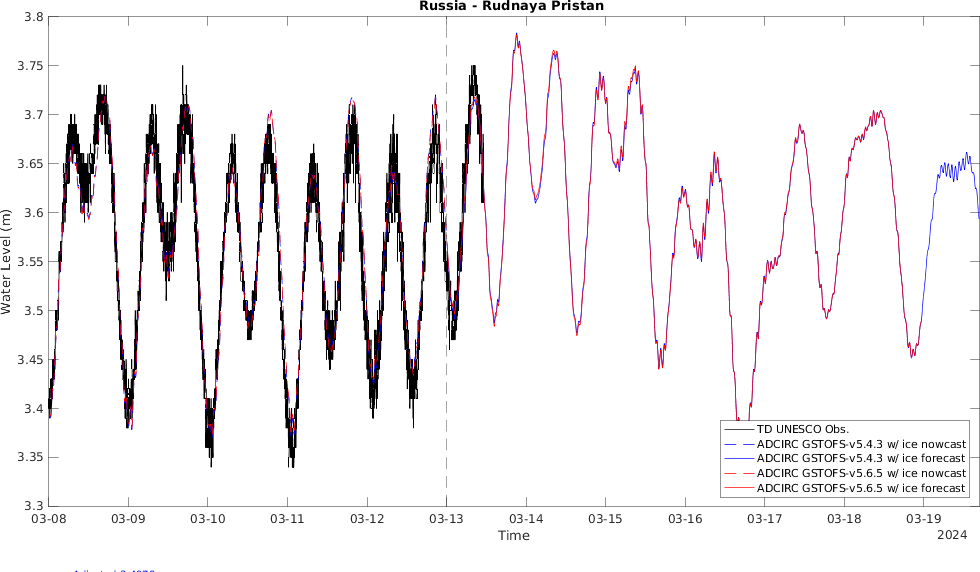 Russia - Rudnaya Pristan
3.8
3.75
3.7
3.65
3.6
3.55
3.5
3.45
3.4
3.35
3.3
Water Level (m)
TD UNESCO Obs.
ADCIRC GSTOFS-v5.4.3 w/ ice nowcast
ADCIRC GSTOFS-v5.4.3 w/ ice forecast
ADCIRC GSTOFS-v5.6.5 w/ ice nowcast
ADCIRC GSTOFS-v5.6.5 w/ ice forecast
03-08 03-09 03-10 03-11 03-12 03-13 03-14 03-15 03-16 03-17 03-18 03-19
Time
2024